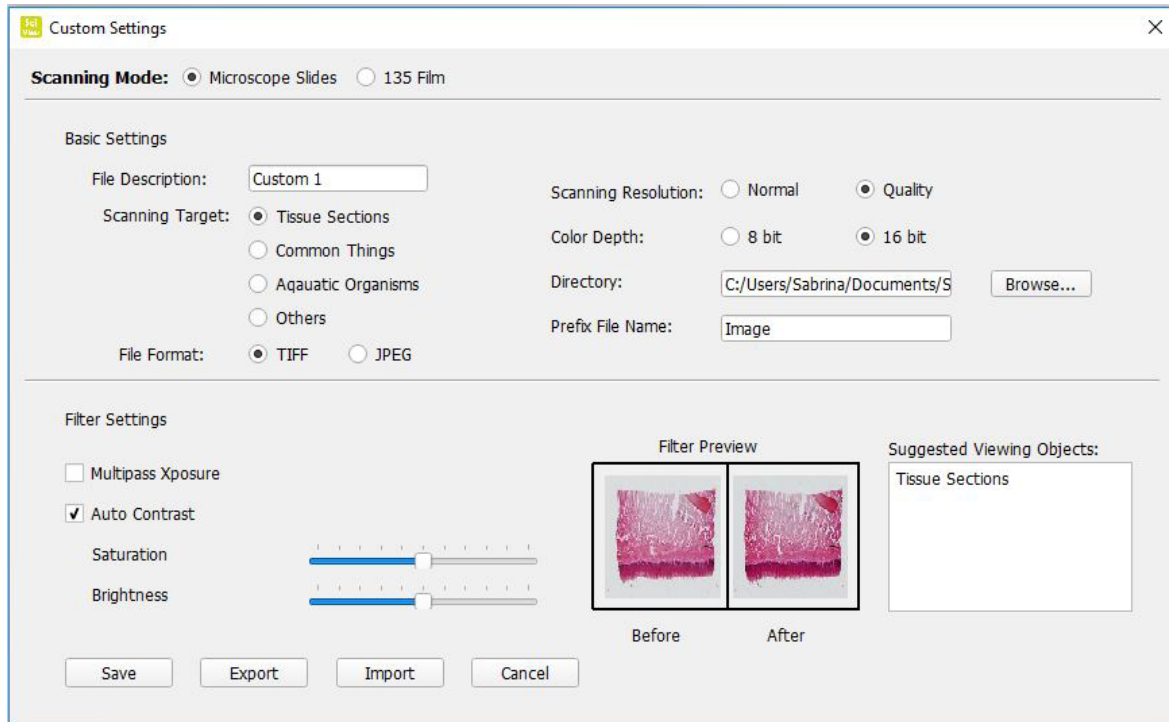 Sci
View
Custom Settings
Scanning Mode: Microscope Slides 135 Film
Basic Settings
File Description: Custom 1
Scanning Target: Tissue Sections
Common Things
Aqauatic Organisms
Others
File Format: TIFF JPEG
Scanning Resolution: Normal Quality
Color Depth: 8 bit 16 bit
Directory: C:/Users/Sabrina/Documents/S Browse...
Prefix File Name: Image
Filter Settings
Multipass Xposure
Auto Contrast
Saturation
Brightness
Filter Preview
Before After
Suggested Viewing Objects:
Tissue Sections
Save Export Import Cancel